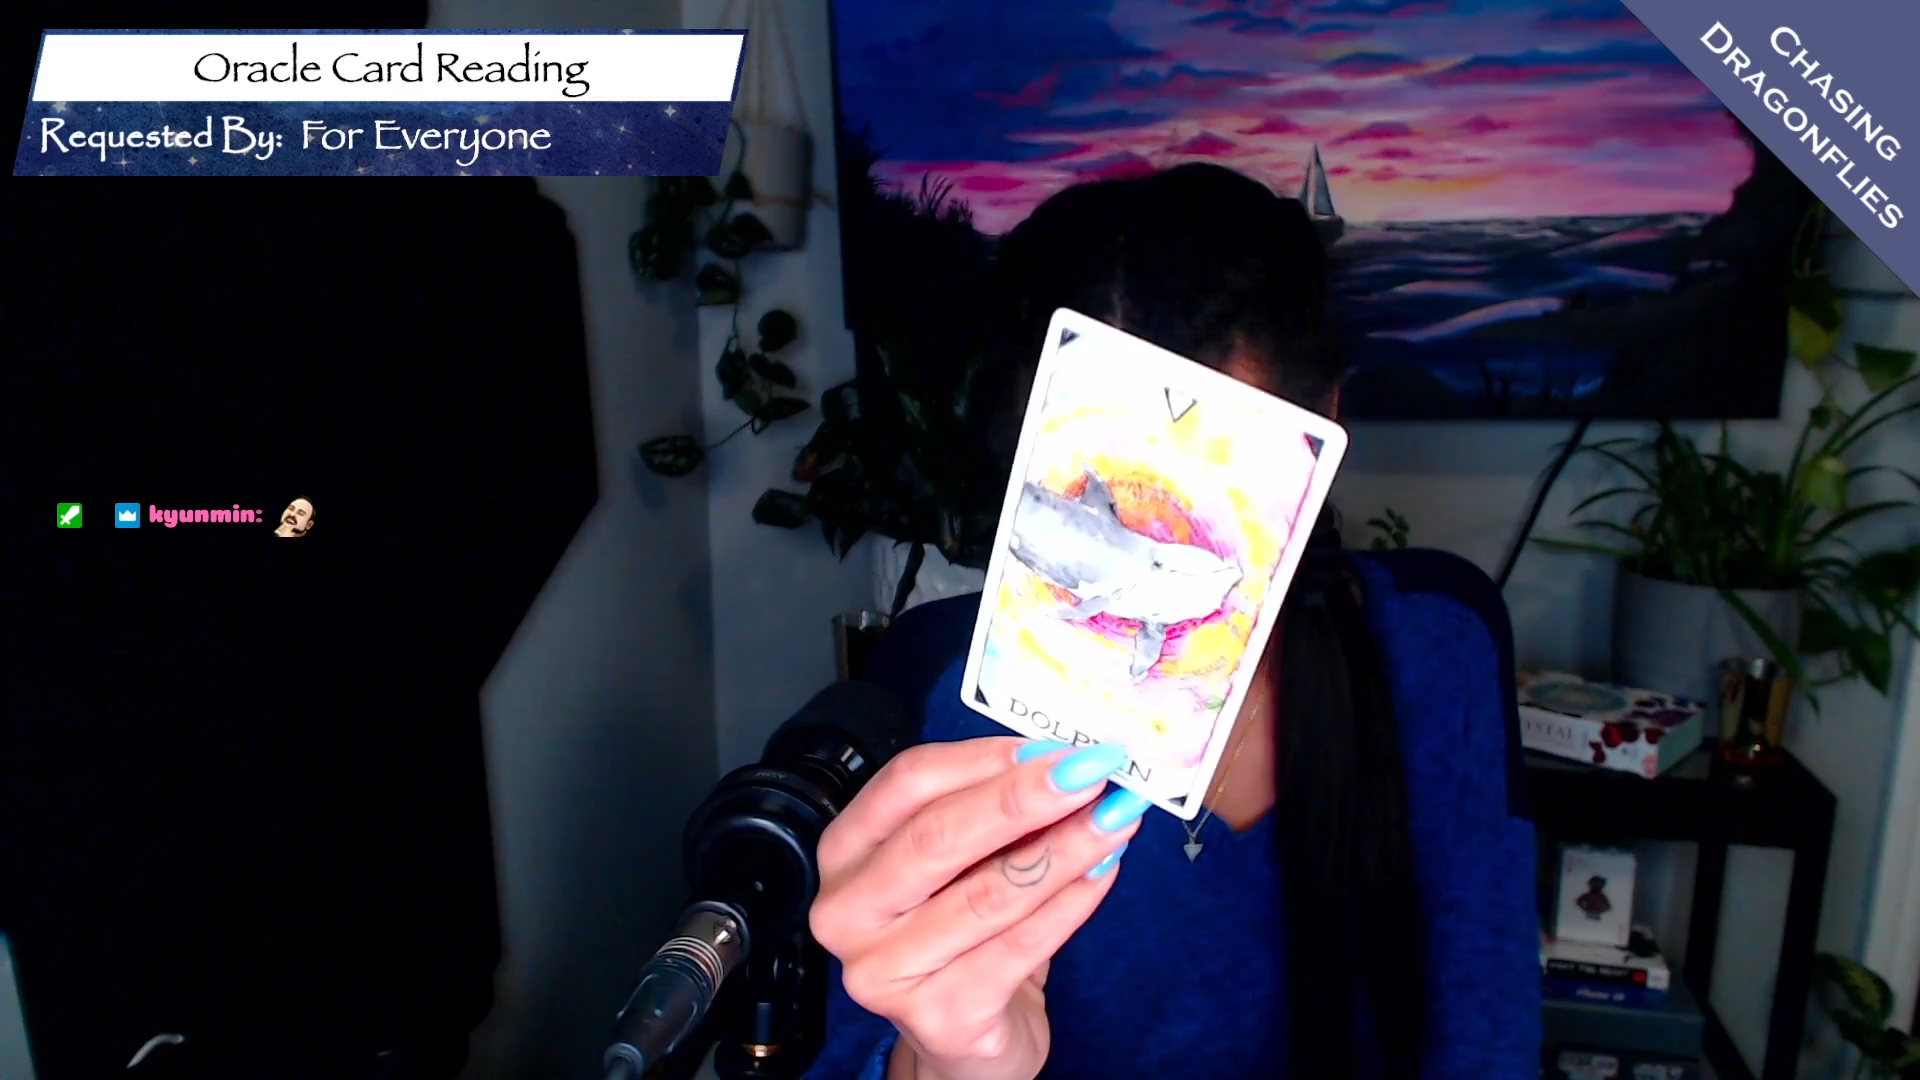 Oracle Card Reading
Requested By: For Everyone
CHASING
DRAGONFLIES
kyunmin: